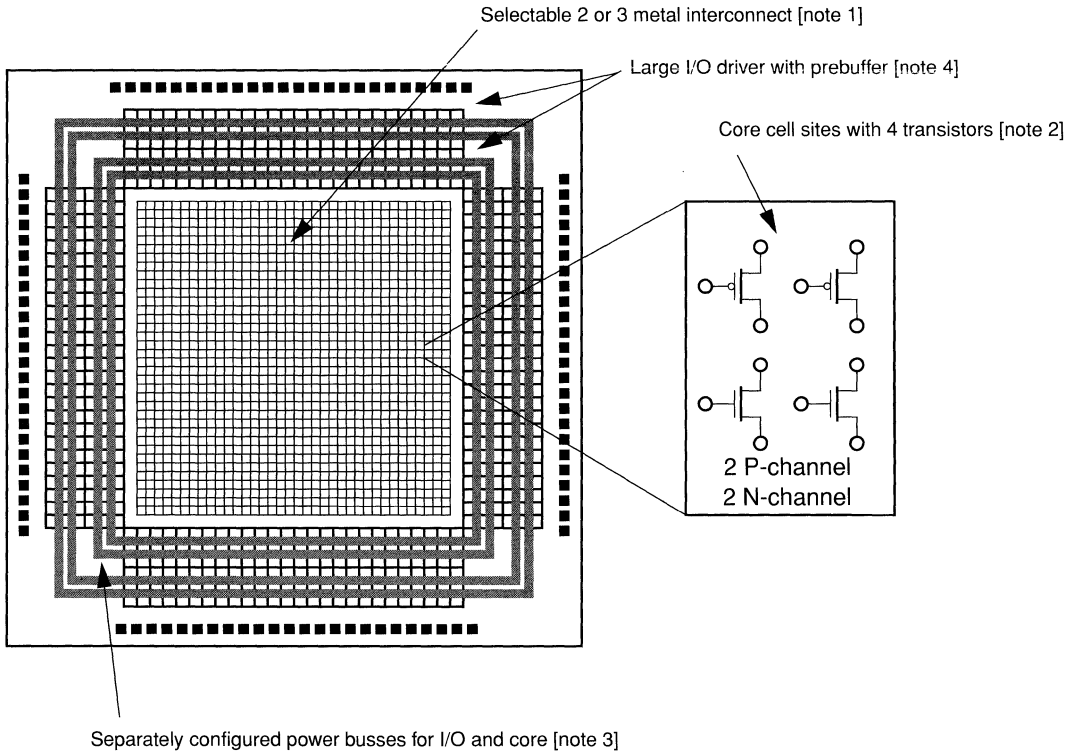 Selectable 2 or 3 metal interconnect [note 1]
Large I/O driver with prebuffer [note 4]
Core cell sites with 4 transistors [note 2]
2 P-channel
2 N-channel
Separately configured power busses for I/O and core [note 3]